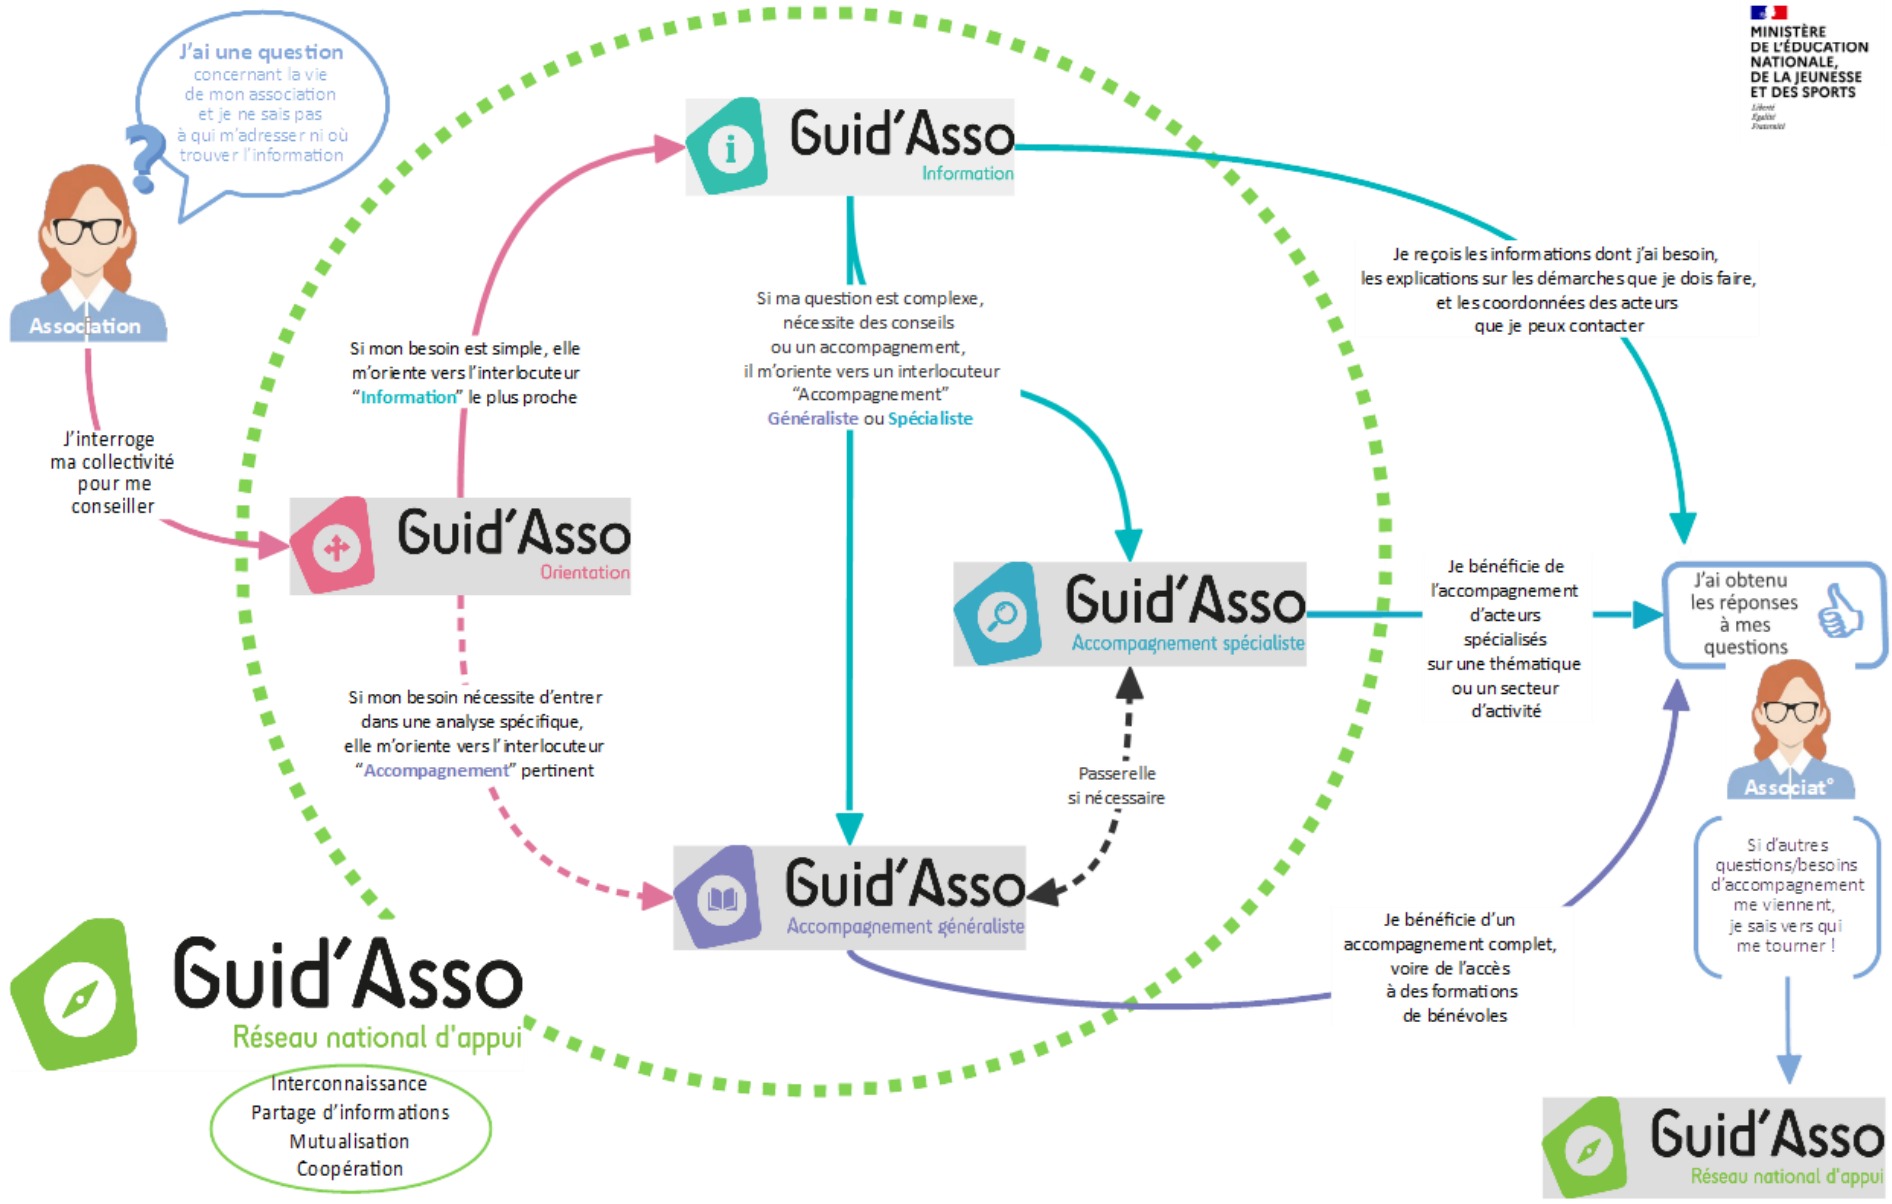 J'ai une question
concernant la vie
de mon association
et je ne sais pas
à qui m'adresser ni où
trouver l'information
?
Association
J'interroge
ma collectivité
pour me
conseiller
MINISTÈRE
DE L'ÉDUCATION
NATIONALE,
DE LA JEUNESSE
ET DES SPORTS
Liberté
Égalité
Fraternité
Guid'Asso
Information
Si mon besoin est simple, elle
m'oriente vers l'interlocuteur
“Information” le plus proche
Si ma question est complexe,
nécessite des conseils
ou un accompagnement,
il m'oriente vers un interlocuteur
“Accompagnement”
Généraliste ou Spécialiste
Je reçois les informations dont j'ai besoin,
les explications sur les démarches que je dois faire,
et les coordonnées des acteurs
que je peux contacter
Guid'Asso
Orientation
Si mon besoin nécessite d'entrer
dans une analyse spécifique,
elle m'oriente vers l'interlocuteur
“Accompagnement” pertinent
Guid'Asso
Accompagnement spécialiste
Je bénéficie de
l'accompagnement
d'acteurs
spécialisés
sur une thématique
ou un secteur
d'activité
Passerelle
si nécessaire
Guid'Asso
Accompagnement généraliste
Je bénéficie d'un
accompagnement complet,
voire de l'accès
à des formations
de bénévoles
J'ai obtenu
les réponses
à mes
questions
Associat°
Si d'autres
questions/besoins
d'accompagnement
me viennent,
je sais vers qui
me tourner !
Guid'Asso
Réseau national d'appui
Interconnaissance
Partage d'informations
Mutualisation
Coopération
Guid'Asso
Réseau national d'appui